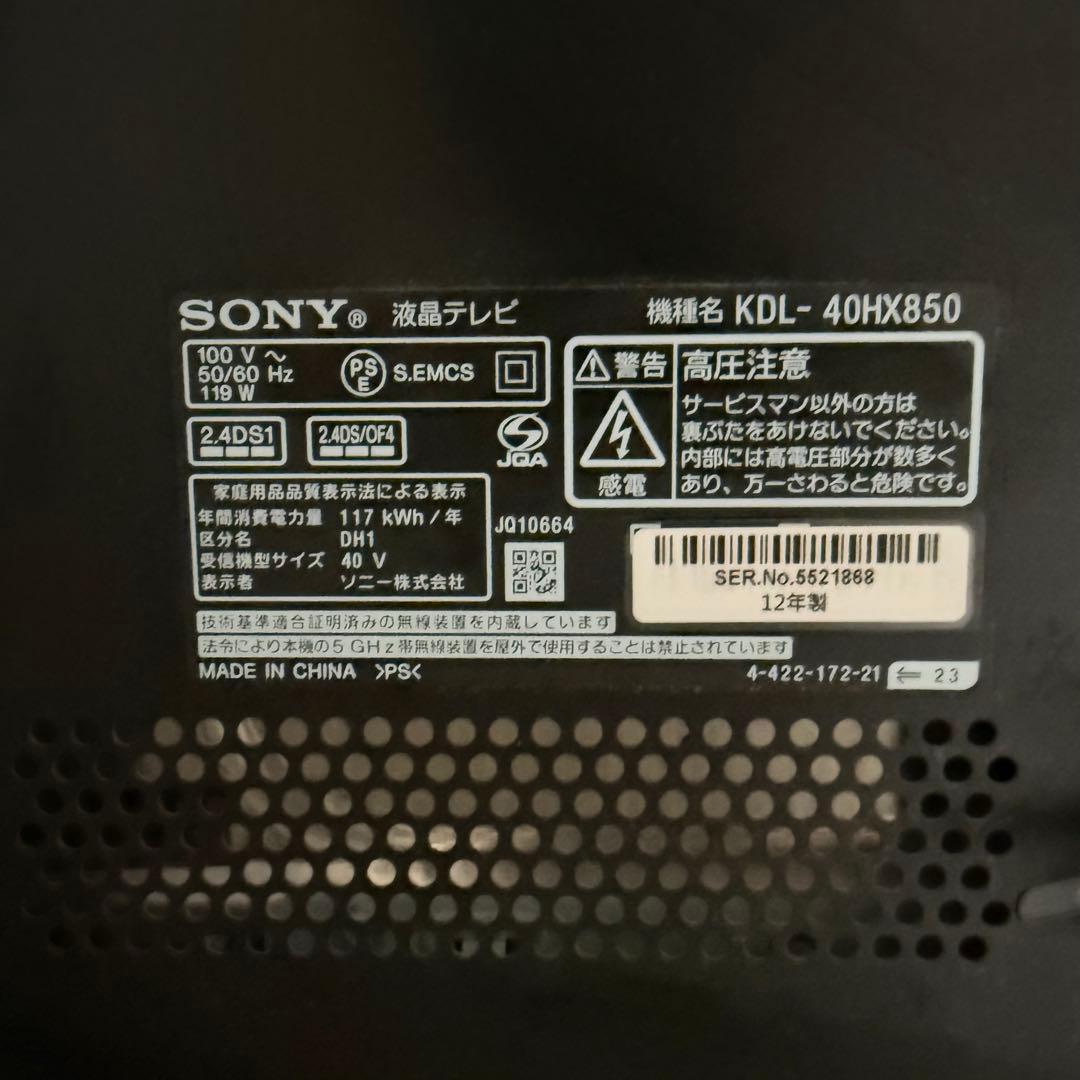 SONY® 液晶テレビ
機種名 KDL- 40HX850
100 V ~
50/60 Hz
119 W
PS
E
S.EMCS
2.4DS1
2.4DS/OF4
JQA
警告
感電
高圧注意
サービスマン以外の方は
裏ぶたをあけないでください。
内部には高電圧部分が数多く
あり、万一さわると危険です。
家庭用品品質表示法による表示
年間消費電力量 117 kWh / 年
区分名 DH1
受信機型サイズ 40 V
表示者 ソニー株式会社
JQ10664
SER.No.5521868
12年製
技術基準適合証明済みの無線装置を内蔵しています
法令により本機の5 GHz帯無線装置を屋外で使用することは禁止されています
MADE IN CHINA >PS<
4-422-172-21
23